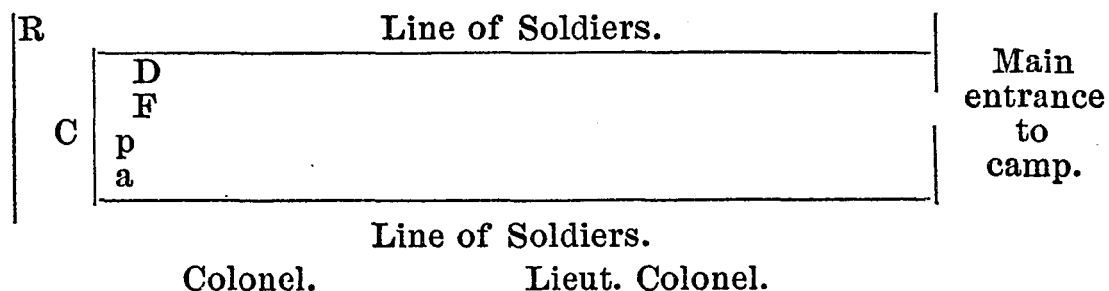 R
Line of Soldiers.
D
F
C
p
a
Main
entrance
to
camp.
Line of Soldiers.
Colonel. Lieut. Colonel.